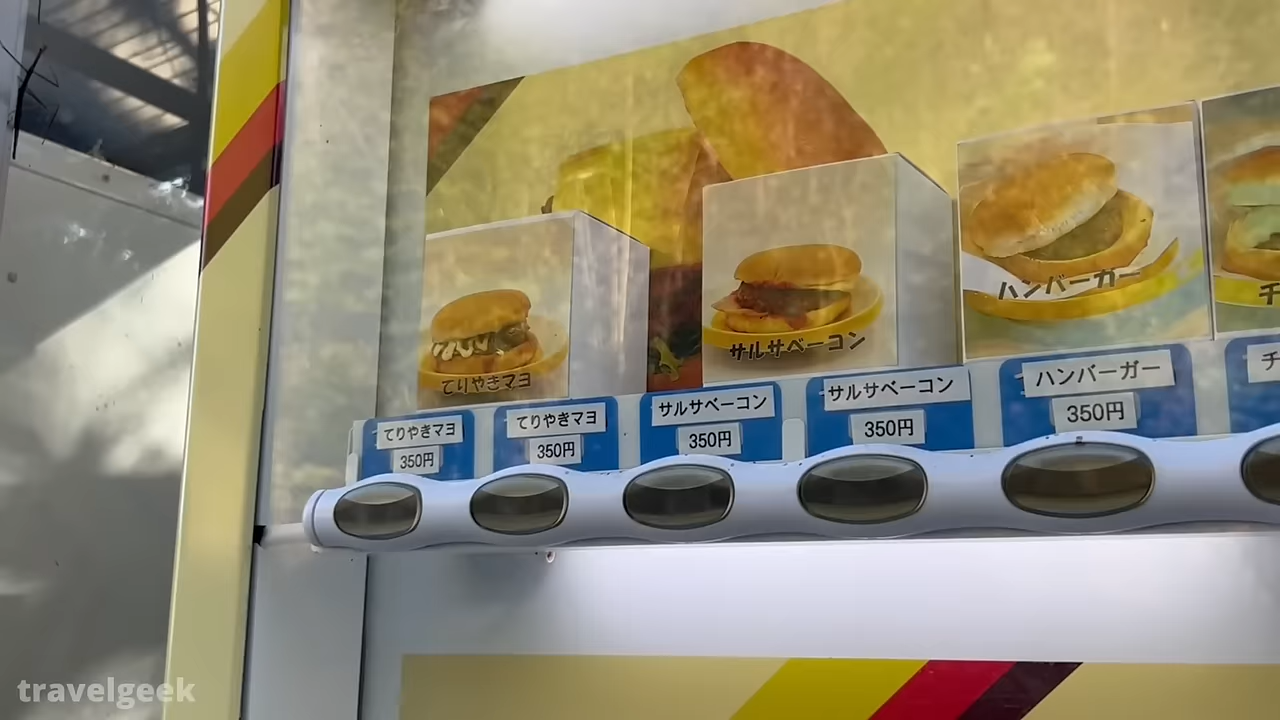 てりやきマヨ
サルサベーコン
ハンバーガー
チ
てりやきマヨ
350円
てりやきマヨ
350円
サルサベーコン
350円
サルサベーコン
350円
ハンバーガー
350円
チ
travelgeek